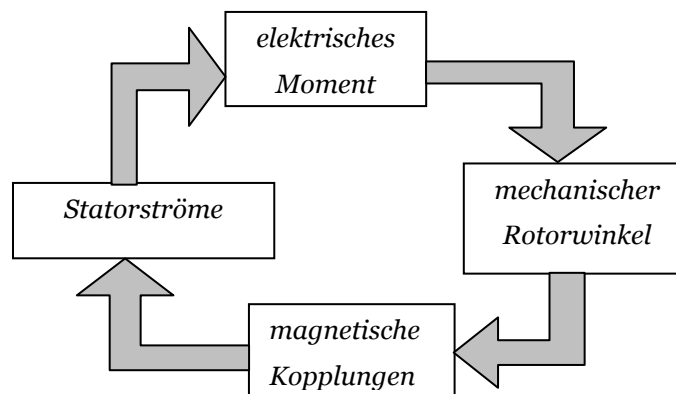 elektrisches
Moment
mechanischer
Rotorwinkel
magnetische
Kopplungen
Statorströme